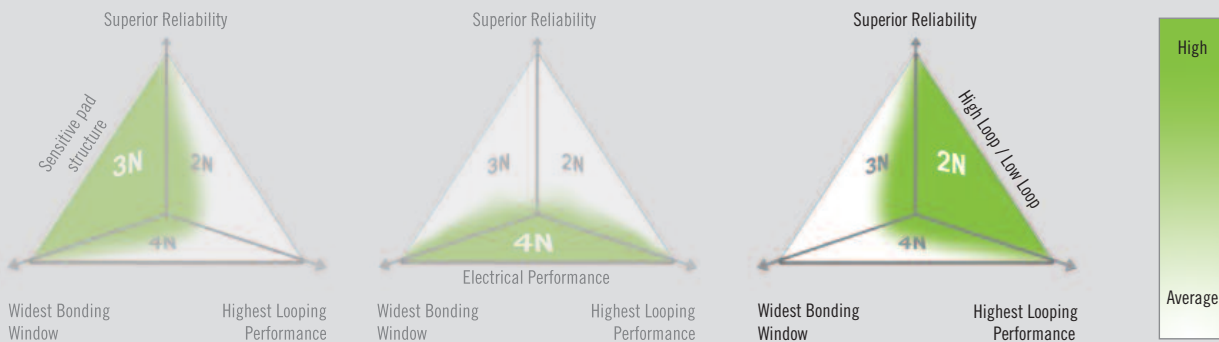 Superior Reliability
Sensitive pad
structure
3N
2N
4N
Widest Bonding
Window
Highest Looping
Performance
Superior Reliability
3N
2N
4N
Electrical Performance
Widest Bonding
Window
Highest Looping
Performance
Superior Reliability
High Loop / Low Loop
3N
2N
4N
Widest Bonding
Window
Highest Looping
Performance
High
Average